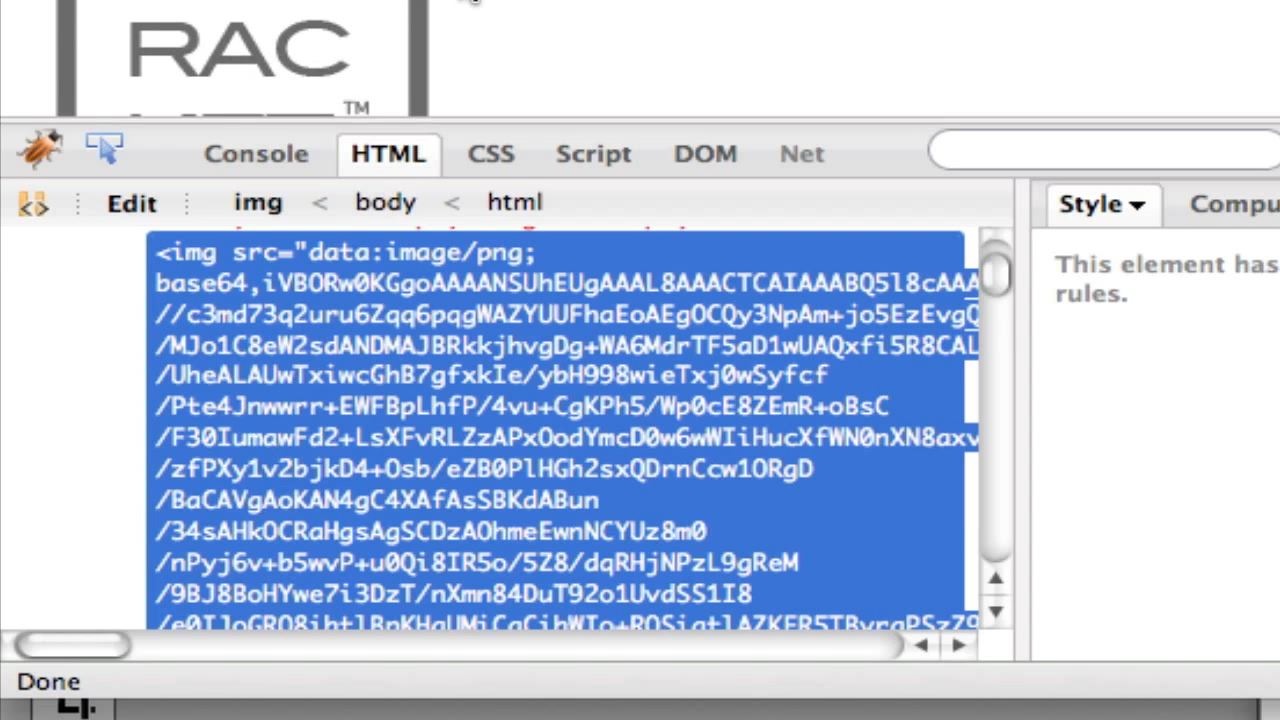 RAC
™
Console HTML CSS Script DOM Net
Edit img < body < html
Style Compu
<img src="data:image/png;
base64,iVBORw0KGgoAAAANSUhEUgAAAL8AAACTCAIAAABQ5l8cAAA
//c3md73q2uru6Zqq6pqgWAZYUUFhaEoAEgOCQy3NpAm+jo5EzEvgQ
/MJo1C8eW2sdANDMAJBRkkjhvgDg+WA6MdrTF5aD1wUAQxfi5R8CAL
/UheALAUwTxiwcGhB7gfxkIe/ybH998wieTxj0wSyfcf
/Pte4Jnwwrr+EWFBpLhfP/4vu+CgKPh5/Wp0cE8ZEmR+oBsC
/F30IumawFd2+LsXFvRLZzAPxOodYmcD0w6wWIiHucXfWN0nXN8axv
/zfPXy1v2bjkD4+Osb/eZB0PlHGh2sxQDrnCcw1ORgD
/BaCAVgAoKAN4gC4XAfAsSBKdABun
/34sAHkOCRaHgsAgSCDzAOhmeEwnNCYUz8m0
/nPyj6v+b5wvP+u0Qi8IR5o/5Z8/dqRHjNPzL9gReM
/9BJ8BoHYwe7i3DzT/nXmn84DuT92o1UvdSS1I8
This element has
rules.
Done